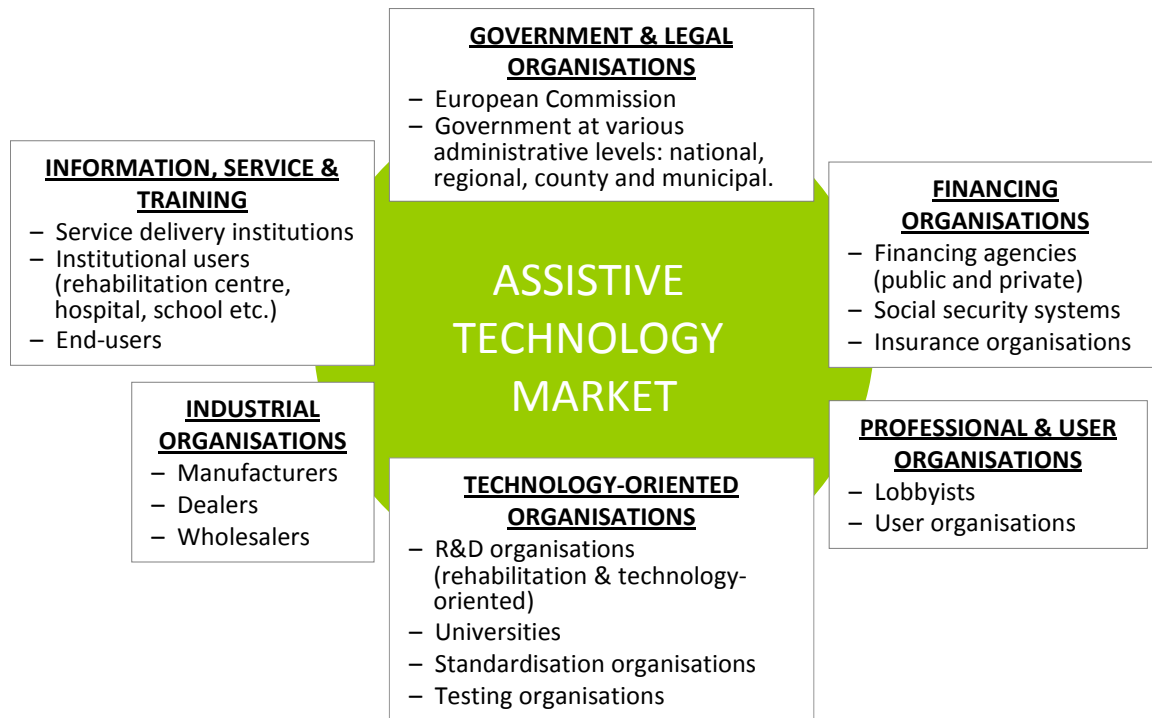 GOVERNMENT & LEGAL
ORGANISATIONS
– European Commission
– Government at various
administrative levels: national,
regional, county and municipal.
INFORMATION, SERVICE &
TRAINING
– Service delivery institutions
– Institutional users
(rehabilitation centre,
hospital, school etc.)
– End-users
FINANCING
ORGANISATIONS
– Financing agencies
(public and private)
– Social security systems
– Insurance organisations
ASSISTIVE
TECHNOLOGY
MARKET
INDUSTRIAL
ORGANISATIONS
– Manufacturers
– Dealers
– Wholesalers
PROFESSIONAL & USER
ORGANISATIONS
– Lobbyists
– User organisations
TECHNOLOGY-ORIENTED
ORGANISATIONS
– R&D organisations
(rehabilitation & technology-
oriented)
– Universities
– Standardisation organisations
– Testing organisations